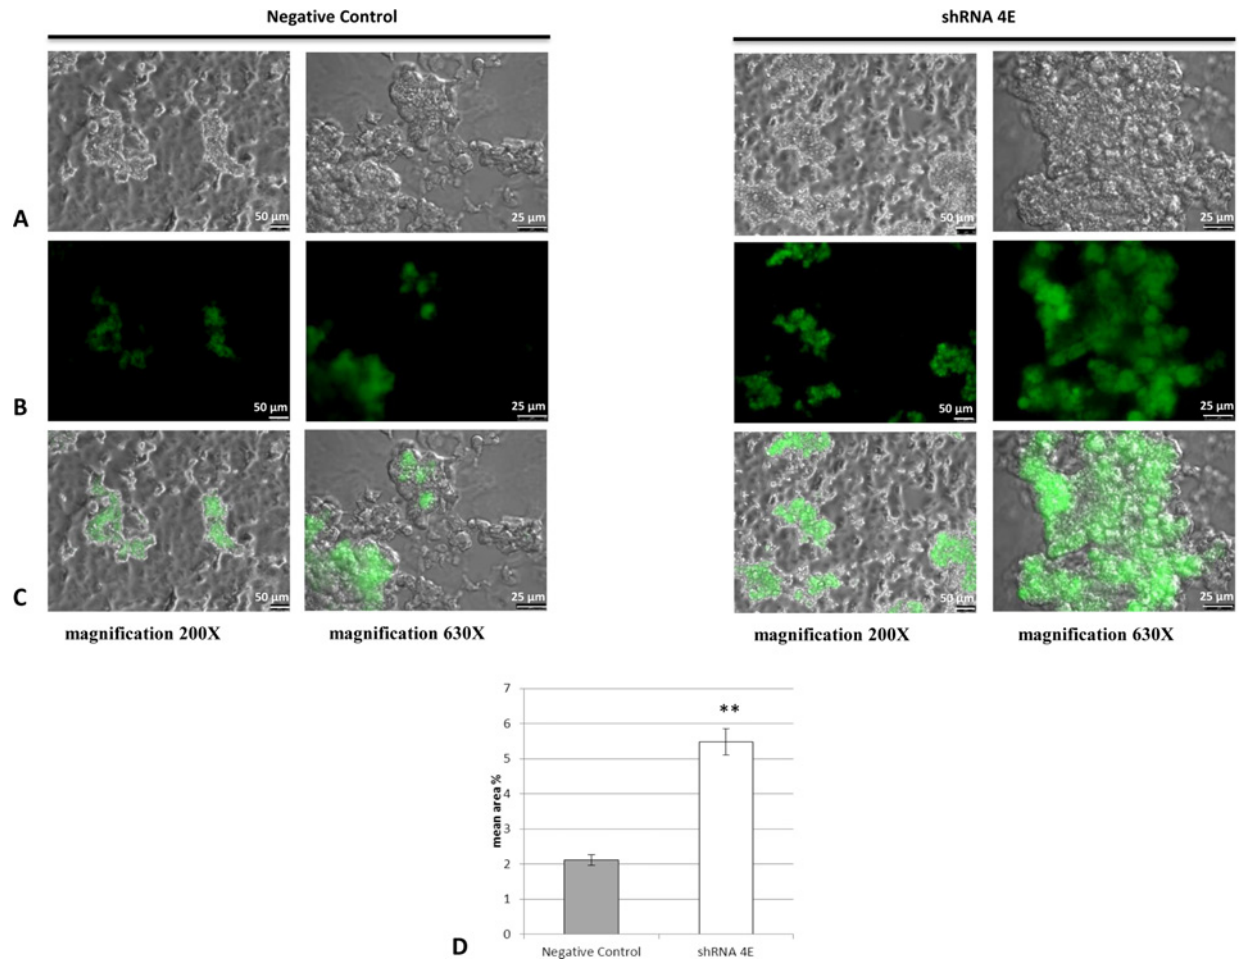 Negative Control
shRNA 4E
A
50 μm
25 μm
50 μm
25 μm
B
50 μm
25 μm
50 μm
25 μm
C
50 μm
25 μm
50 μm
25 μm
magnification 200X
magnification 630X
magnification 200X
magnification 630X
7
6
5
4
3
2
1
0
mean area %
**
Negative Control
shRNA 4E
D